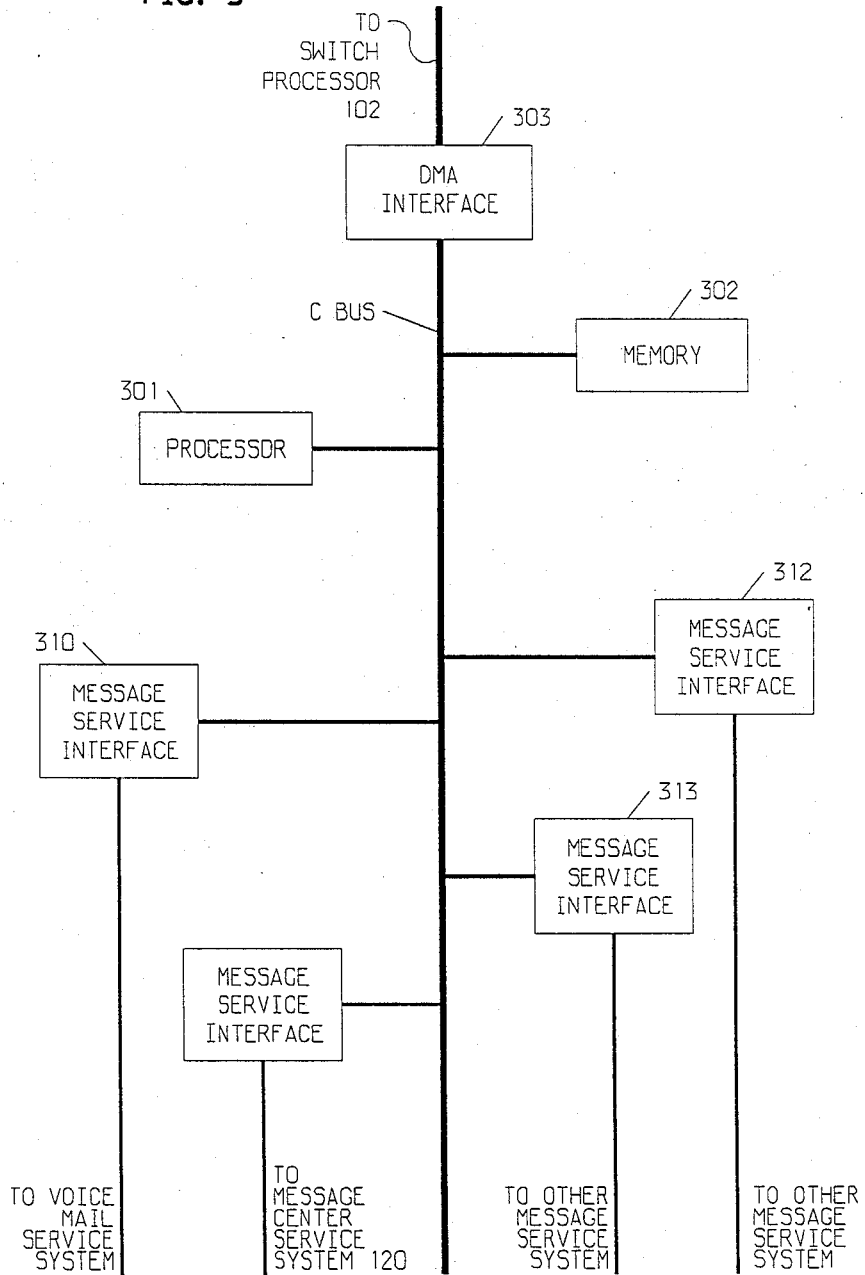 FIG. 3
TO
SWITCH
PROCESSOR
102
303
DMA
INTERFACE
C BUS
302
MEMORY
301
PROCESSOR
312
MESSAGE
SERVICE
INTERFACE
310
MESSAGE
SERVICE
INTERFACE
313
MESSAGE
SERVICE
INTERFACE
MESSAGE
SERVICE
INTERFACE
TO VOICE
MAIL
SERVICE
SYSTEM
TO
MESSAGE
CENTER
SERVICE
SYSTEM 120
TO OTHER
MESSAGE
SERVICE
SYSTEM
TO OTHER
MESSAGE
SERVICE
SYSTEM